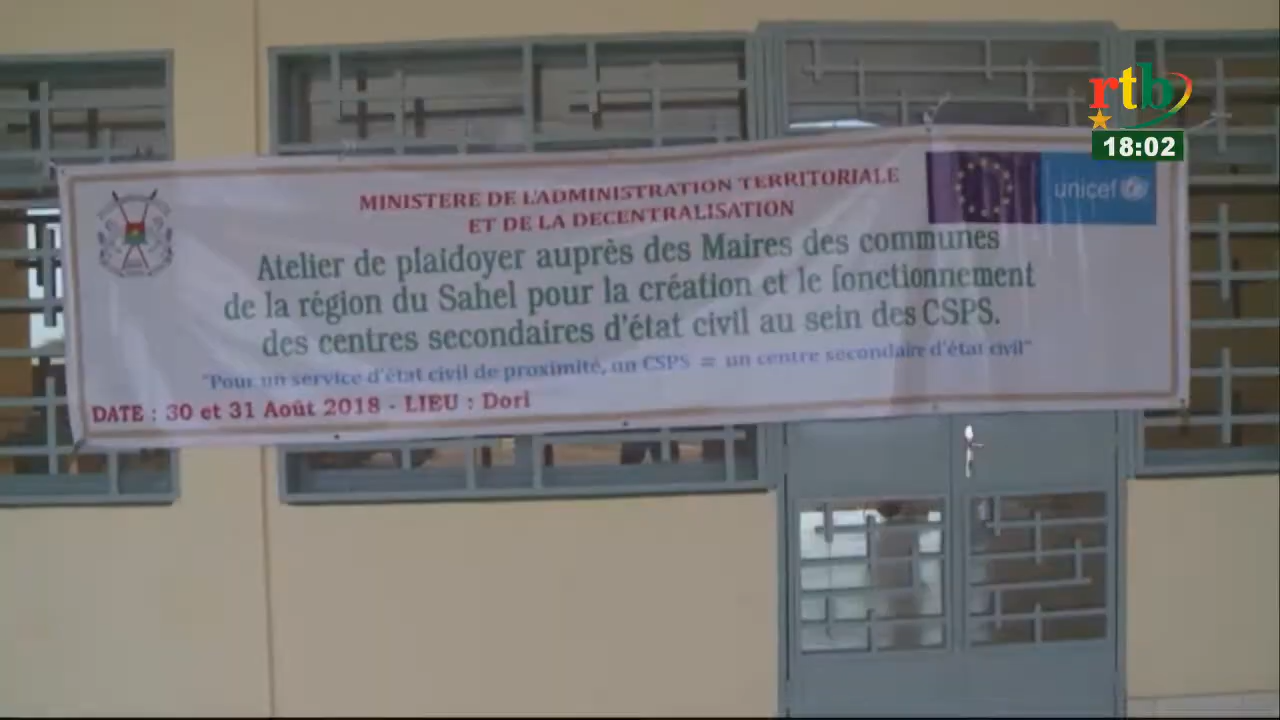 rtb
18:02
MINISTERE DE L'ADMINISTRATION TERRITORIALE
ET DE LA DECENTRALISATION
unicef
Atelier de plaidoyer auprès des Maires des communes
de la région du Sahel pour la création et le fonctionnement
des centres secondaires d'état civil au sein des CSPS.
"Pour un service d'état civil de proximité, un CSPS = un centre secondaire d'état civil"
DATE : 30 et 31 Août 2018 - LIEU : Dori